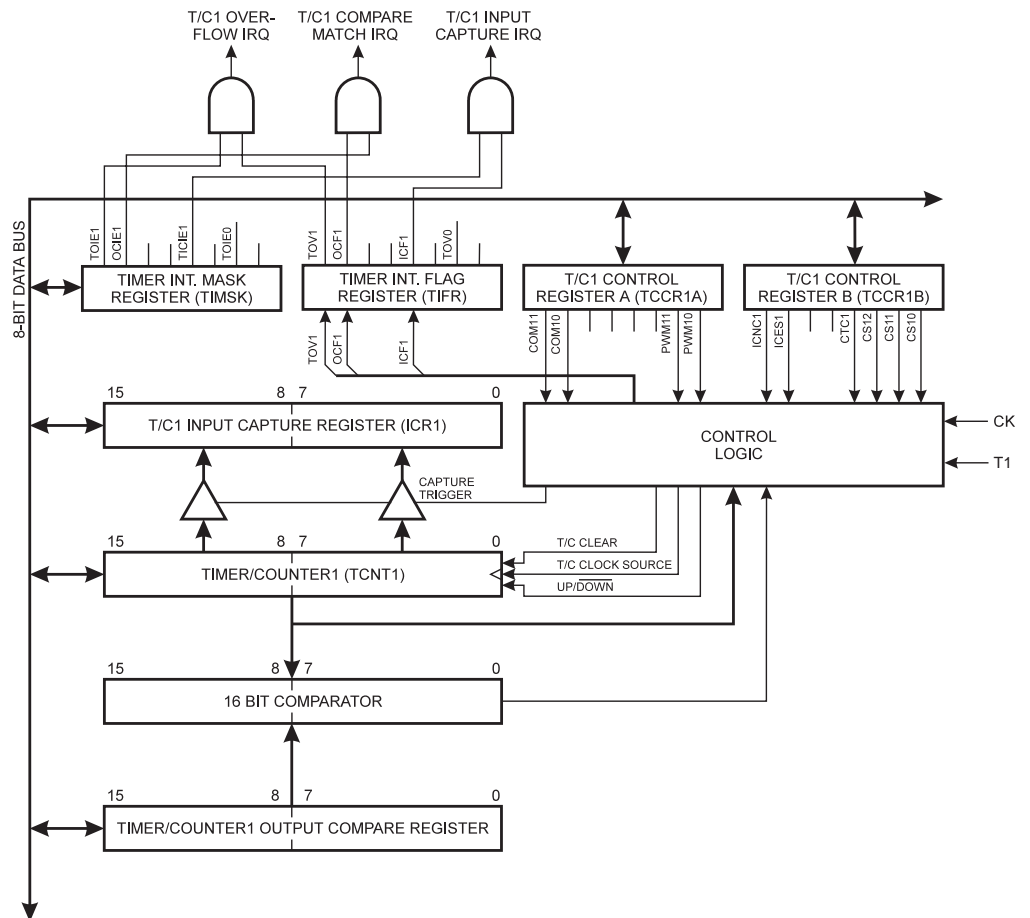 T/C1 OVER-
FLOW IRQ
T/C1 COMPARE
MATCH IRQ
T/C1 INPUT
CAPTURE IRQ
8-BIT DATA BUS
TOIE1
OCIE1
TICIE1
TOIE0
TOV1
OCF1
ICF1
TOV0
TIMER INT. MASK
REGISTER (TIMSK)
TIMER INT. FLAG
REGISTER (TIFR)
T/C1 CONTROL
REGISTER A (TCCR1A)
T/C1 CONTROL
REGISTER B (TCCR1B)
TOV1
OCF1
ICF1
COM11
COM10
PWM11
PWM10
ICNC1
ICES1
CTC1
CS12
CS11
CS10
15 8 7 0
T/C1 INPUT CAPTURE REGISTER (ICR1)
CONTROL
LOGIC
CK
T1
CAPTURE
TRIGGER
15 8 7 0
TIMER/COUNTER1 (TCNT1)
T/C CLEAR
T/C CLOCK SOURCE
UP/DOWN
15 8 7 0
16 BIT COMPARATOR
15 8 7 0
TIMER/COUNTER1 OUTPUT COMPARE REGISTER